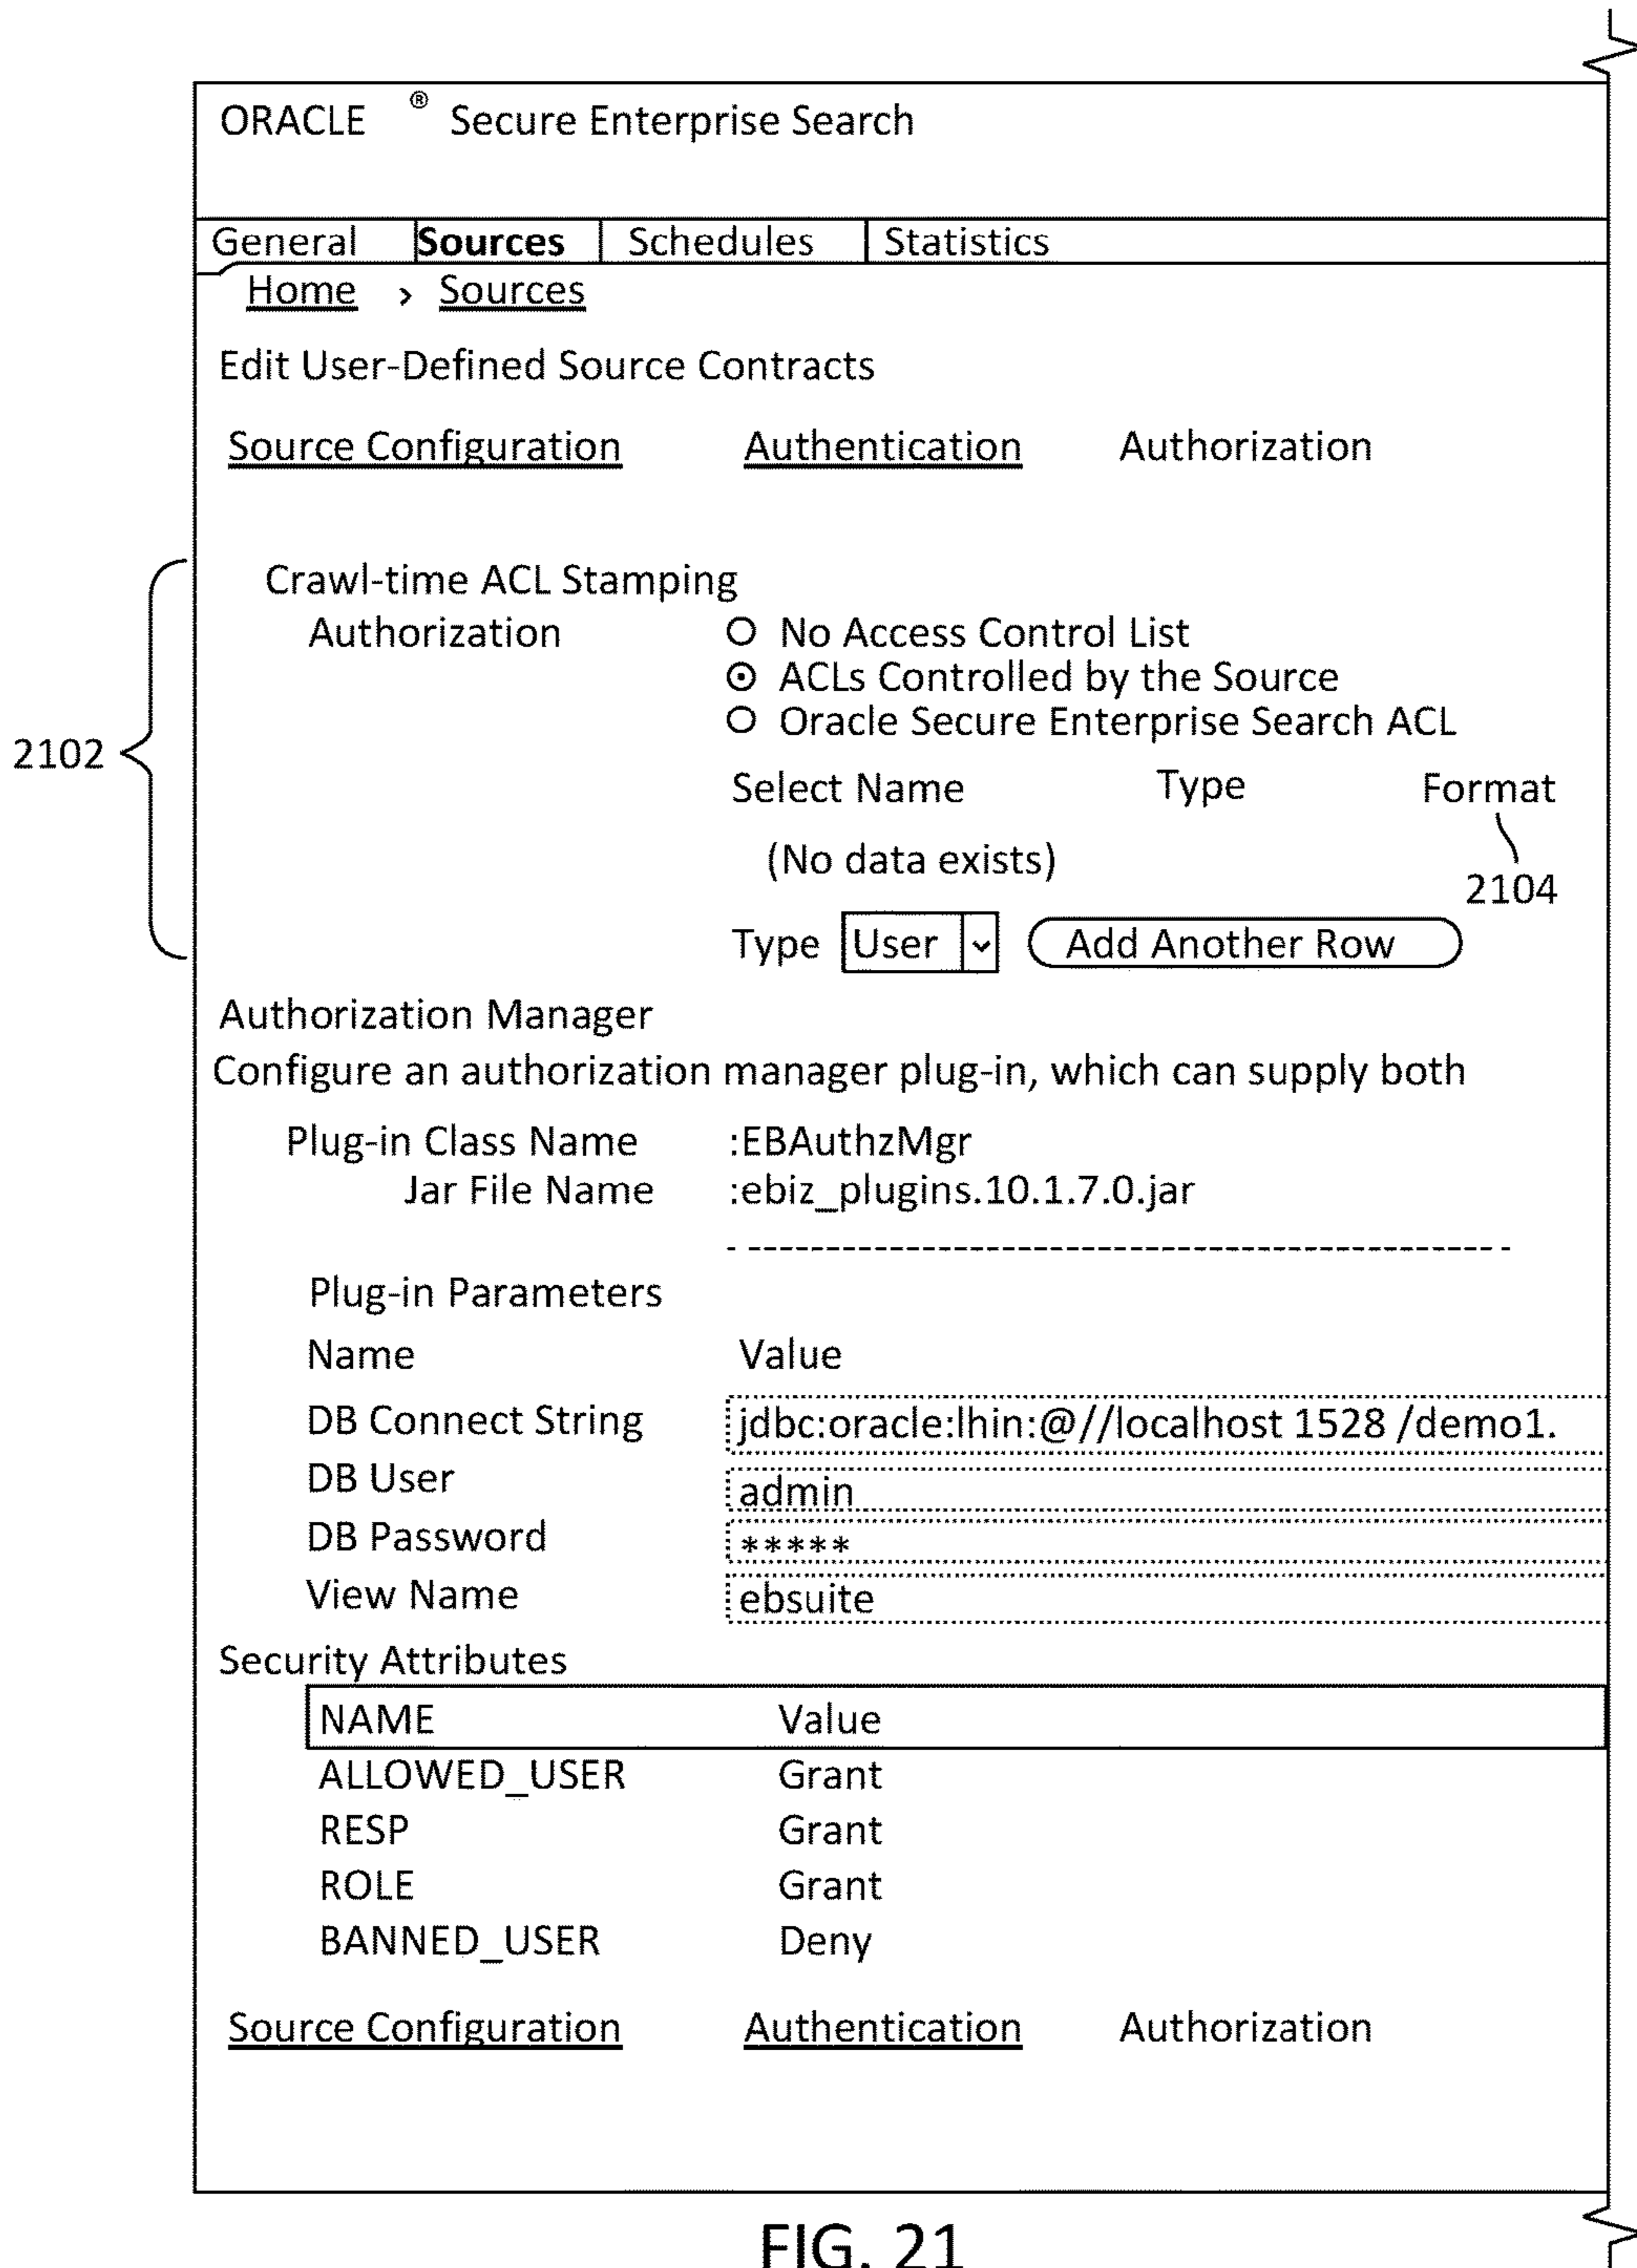 ORACLE ® Secure Enterprise Search
General Sources Schedules Statistics
Home > Sources
Edit User-Defined Source Contracts
Source Configuration Authentication Authorization
Crawl-time ACL Stamping
Authorization O No Access Control List
⊙ ACLs Controlled by the Source
O Oracle Secure Enterprise Search ACL
2102
Select Name Type Format
(No data exists)
2104
Type User Add Another Row
Authorization Manager
Configure an authorization manager plug-in, which can supply both
Plug-in Class Name :EBAuthzMgr
Jar File Name :ebiz_plugins.10.1.7.0.jar
Plug-in Parameters
Name Value
DB Connect String jdbc:oracle:lhin:@//localhost 1528 /demo1.
DB User admin
DB Password *****
View Name ebsuite
Security Attributes
NAME Value
ALLOWED_USER Grant
RESP Grant
ROLE Grant
BANNED_USER Deny
Source Configuration Authentication Authorization
FIG. 21